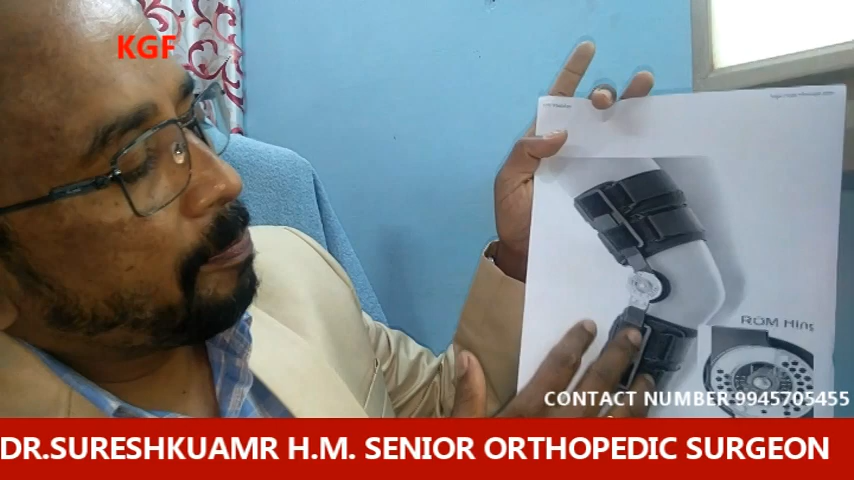 KGF
ROM Hing
CONTACT NUMBER 9945705455
DR.SURESHKUAMR H.M. SENIOR ORTHOPEDIC SURGEON